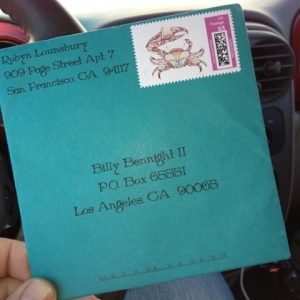 Robyn Lounsbury
909 Page Street Apt. 7
San Francisco CA 94117
Billy Bennight II
P.O. Box 65551
Los Angeles CA 90065